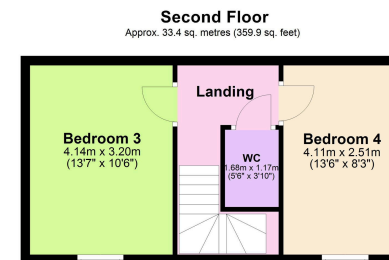 Second Floor
Approx. 33.4 sq. metres (359.9 sq. feet)
Landing
Bedroom 3
4.14m x 3.20m
(13'7" x 10'6")
WC
1.68m x 1.17m
(5'6" x 3'10")
Bedroom 4
4.11m x 2.51m
(13'6" x 8'3")